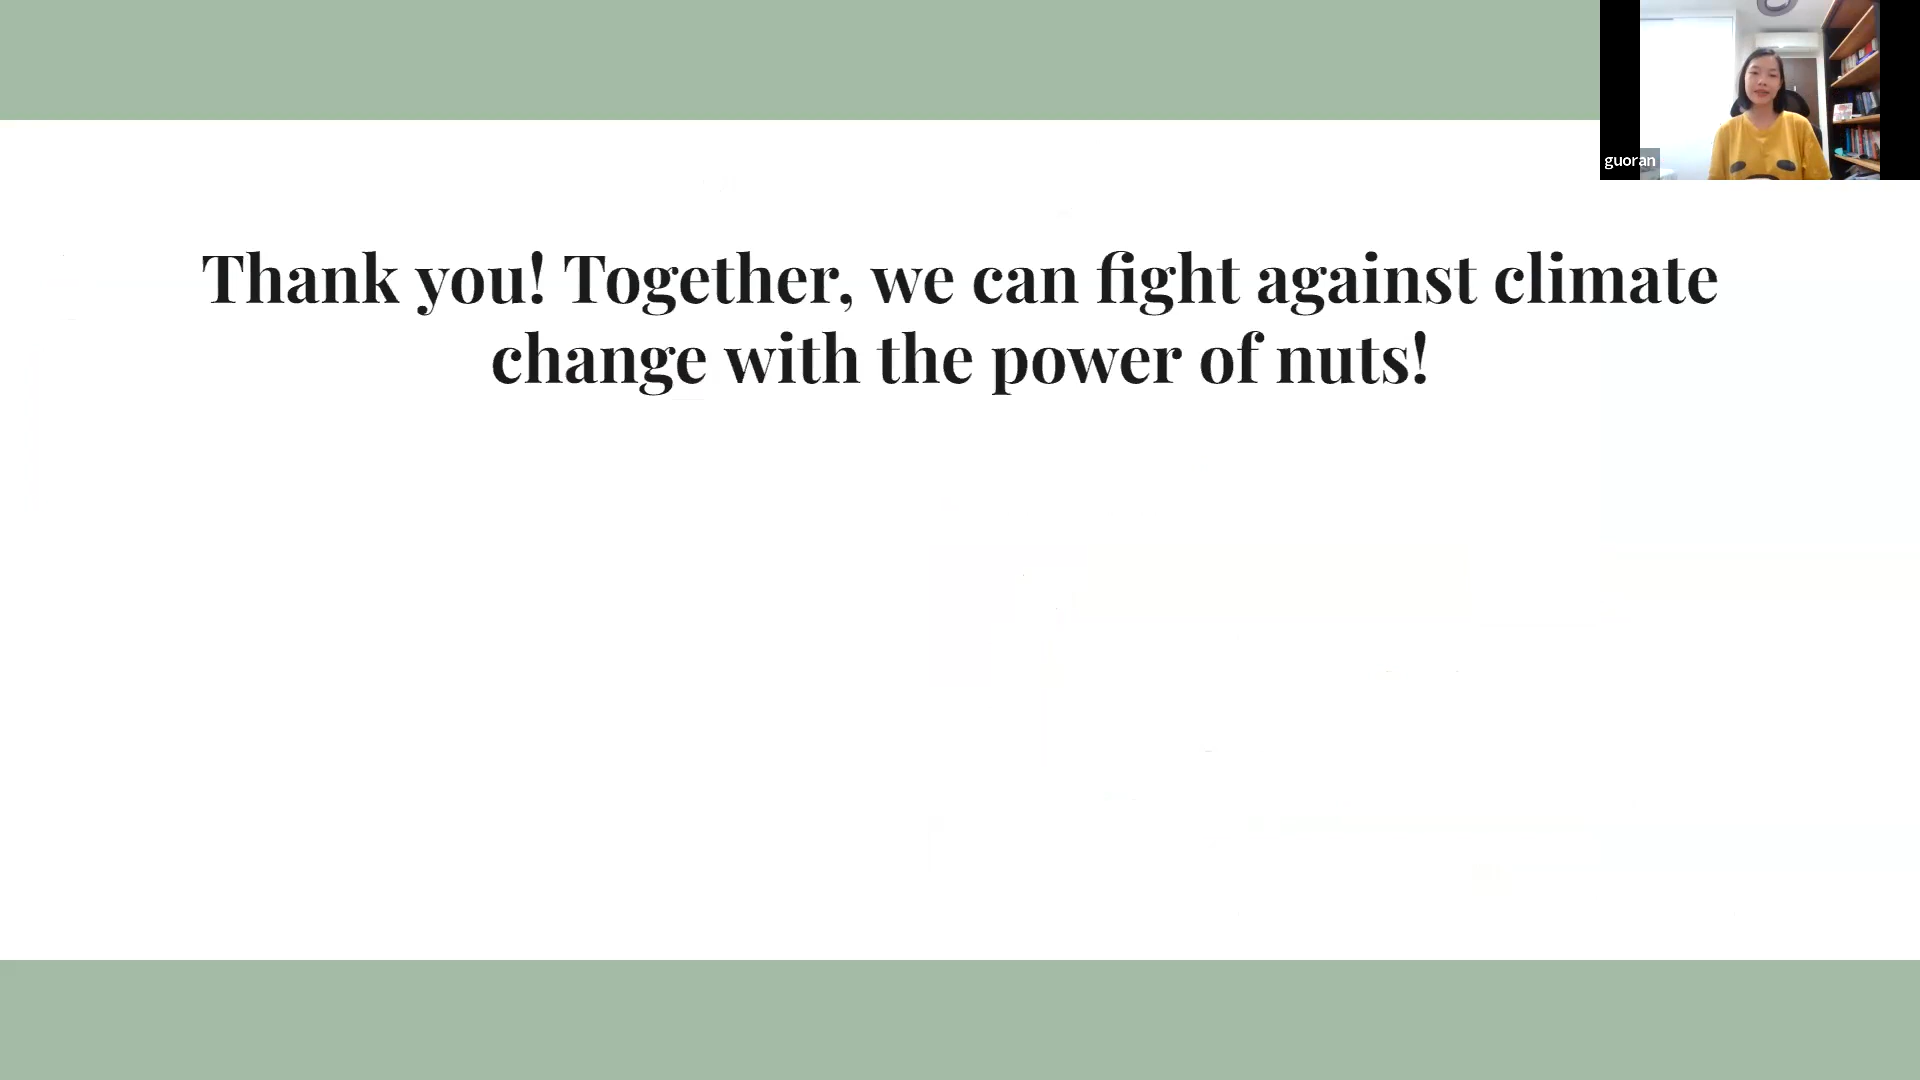 Thank you! Together, we can fight against climate
change with the power of nuts!
guoran